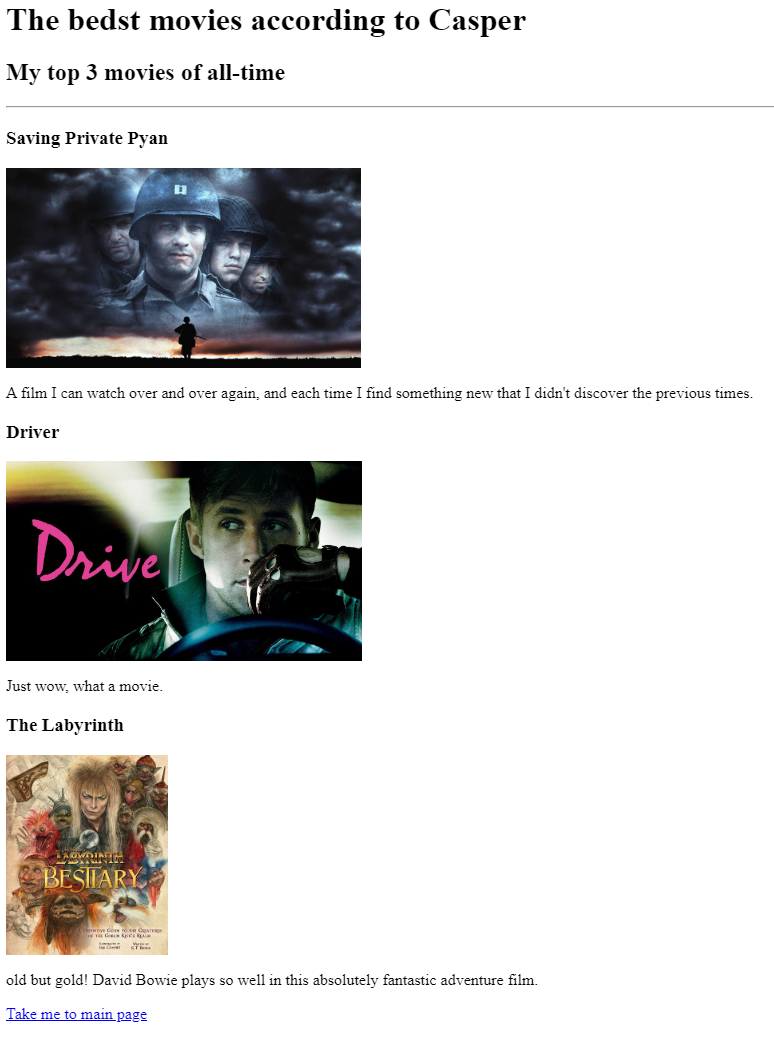 The bedst movies according to Casper
My top 3 movies of all-time
Saving Private Pyan
A film I can watch over and over again, and each time I find something new that I didn't discover the previous times.
Driver
Drive
Just wow, what a movie.
The Labyrinth
LABYRINTH
BESTIARY
A Definitive Guide to the Creatures
of the Goblin King's Realm
old but gold! David Bowie plays so well in this absolutely fantastic adventure film.
Take me to main page